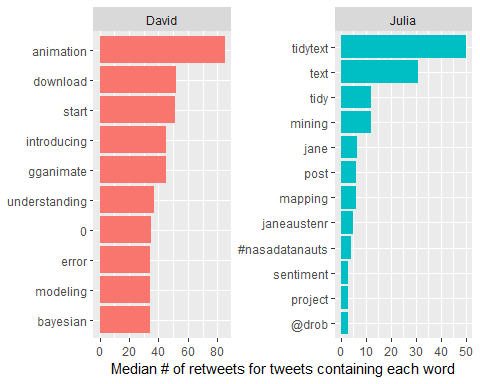 David
animation
download
start
introducing
gganimate
understanding
0
error
modeling
bayesian
0 20 40 60 80
Julia
tidytext
text
tidy
mining
jane
post
mapping
janeaustenr
#nasadatanauts
sentiment
project
@drob
0 10 20 30 40 50
Median # of retweets for tweets containing each word